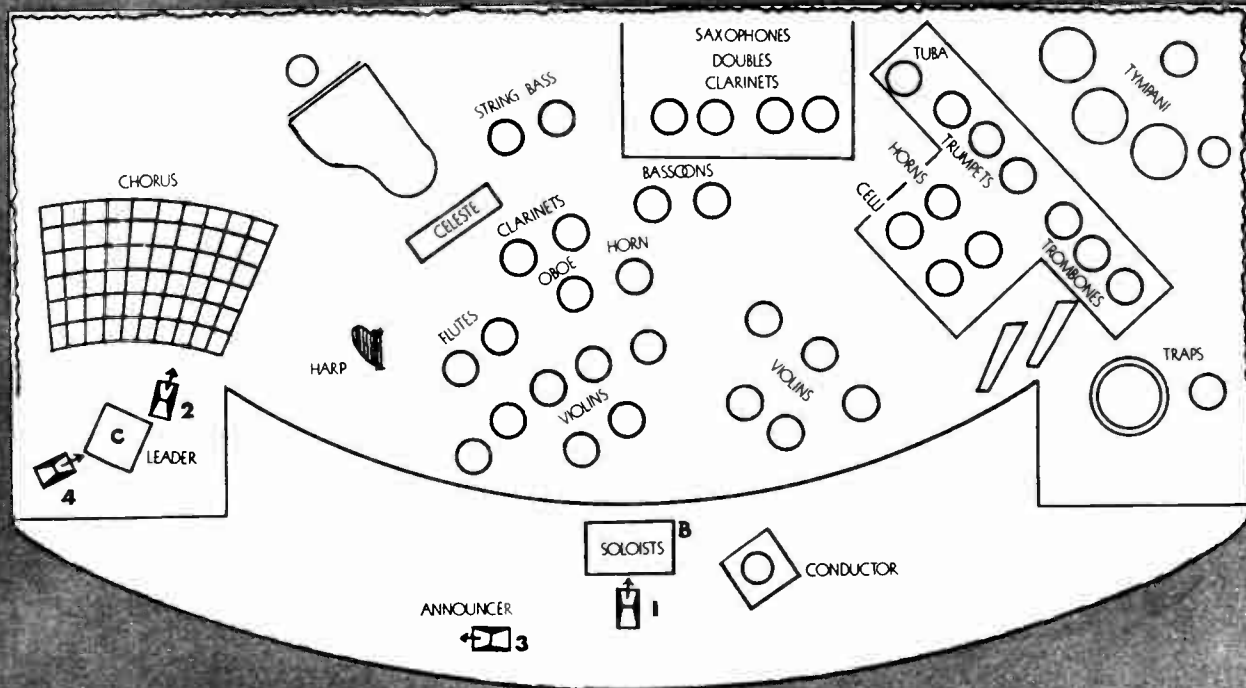 SAXOPHONES
DOUBLES
CLARINETS
TUBA
TYMPANI
STRING BASS
TRUMPETS
HORNS
BASSOONS
CELLI
CHORUS
CELESTE
CLARINETS
HORN
OBOE
TROMBONES
FLUTES
HARP
VIOLINS
VIOLINS
TRAPS
2
C
LEADER
4
B
SOLOISTS
CONDUCTOR
1
ANNOUNCER
3